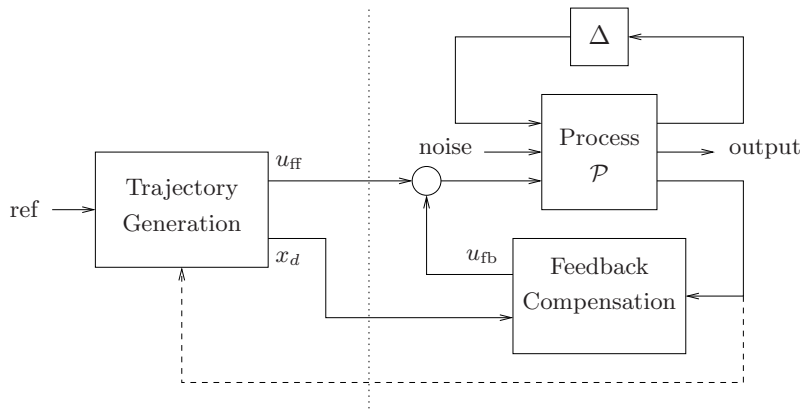 Δ
noise
Process
𝒫
output
ref
Trajectory
Generation
u_ff
x_d
u_fb
Feedback
Compensation